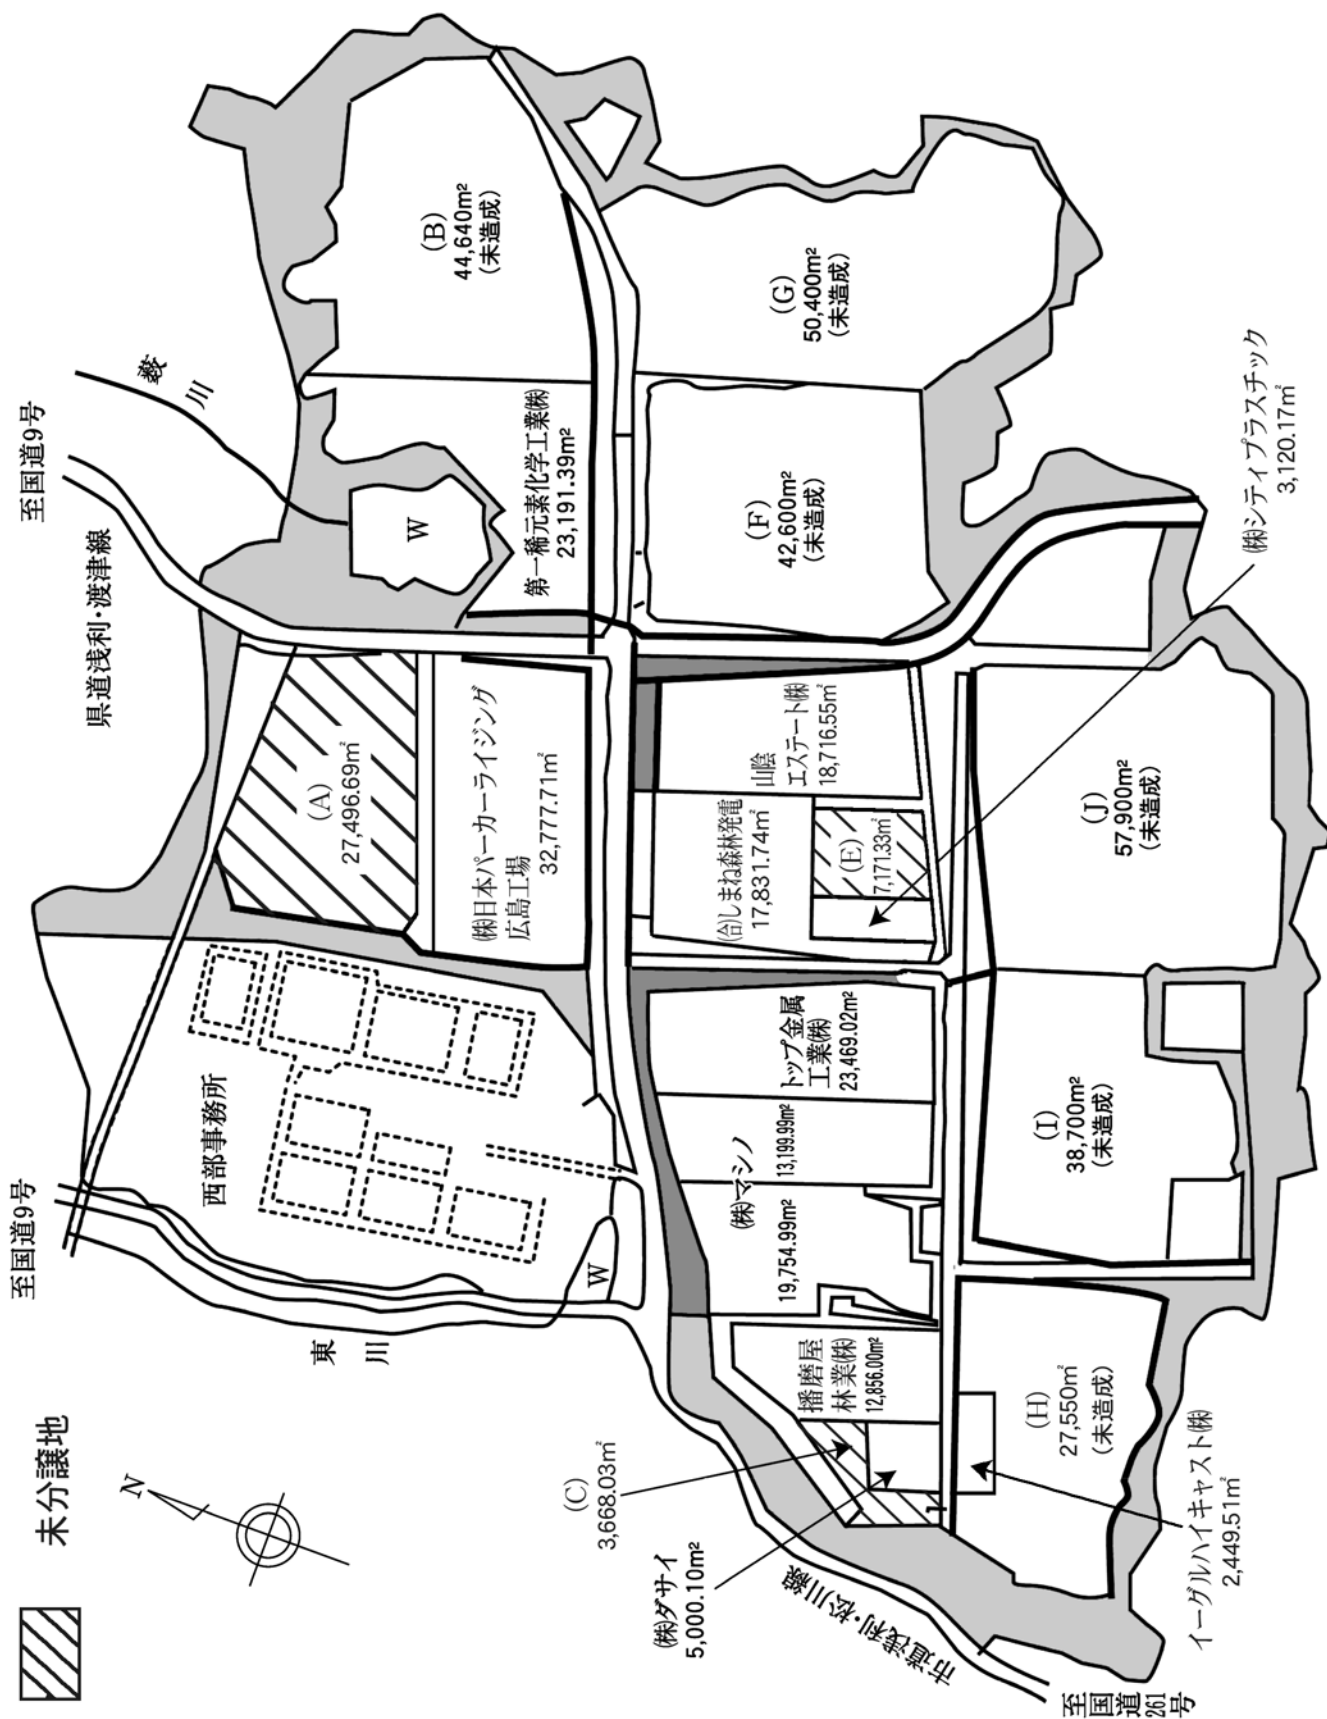 未分譲地
N
至国道9号
至国道9号
県道浅利・渡津線
薮川
東川
西部事務所
W
W
(A)
27,496.69㎡
㈱日本パーカーライジング
広島工場
32,777.71㎡
第一稀元素化学工業㈱
23,191.39m²
(B)
44,640m²
(未造成)
(C)
3,668.03㎡
㈱ダサイ
5,000.10m²
播磨屋
林業㈱
12,856.00m²
㈱マシノ
19,754.99m²
13,199.99m²
トップ金属
工業㈱
23,469.02m²
(合)しまね森林発電
17,831.74㎡
(E)
7,171.33㎡
山陰
エステート㈱
18,716.55㎡
(F)
42,600m²
(未造成)
(G)
50,400m²
(未造成)
㈱シティプラスチック
3,120.17㎡
(H)
27,550㎡
(未造成)
イーグルハイキャスト㈱
2,449.51㎡
(I)
38,700m²
(未造成)
(J)
57,900m²
(未造成)
市道浅利・松川線
至国道261号